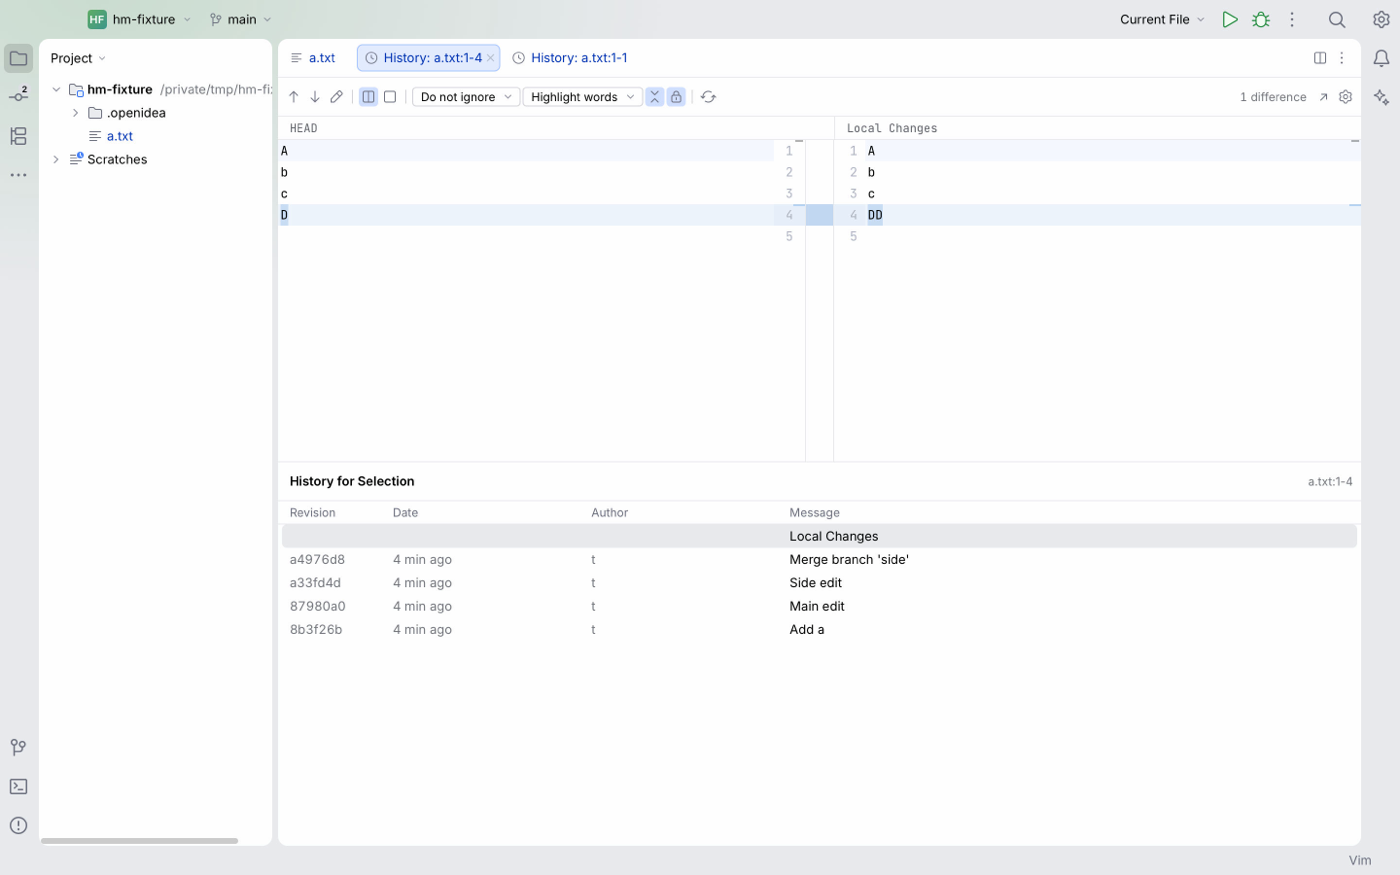 HF hm-fixture main Current File
Project
2
hm-fixture /private/tmp/hm-fi
.openidea
a.txt
Scratches
a.txt History: a.txt:1-4 History: a.txt:1-1
Do not ignore Highlight words 1 difference
HEAD Local Changes
A 1 1 A
b 2 2 b
c 3 3 c
D 4 4 DD
5 5
History for Selection a.txt:1-4
Revision Date Author Message
Local Changes
a4976d8 4 min ago t Merge branch 'side'
a33fd4d 4 min ago t Side edit
87980a0 4 min ago t Main edit
8b3f26b 4 min ago t Add a
Vim